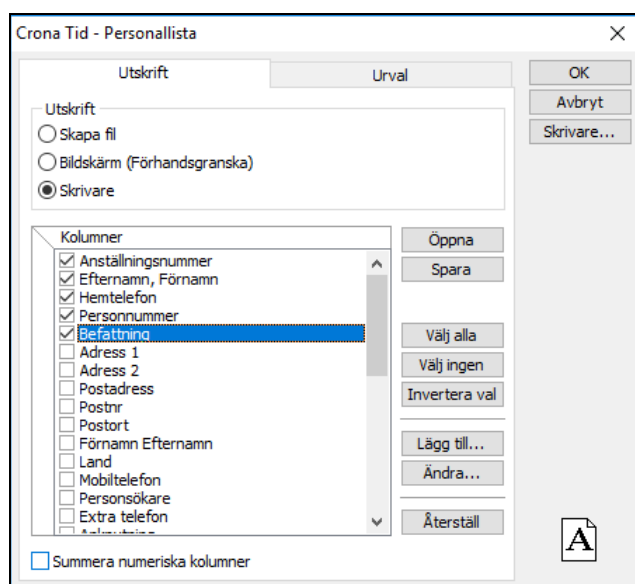 Crona Tid - Personallista
Utskrift
Urval
OK
Avbryt
Skrivare...
Utskrift
Skapa fil
Bildskärm (Förhandsgranska)
Skrivare
Kolumner
Anställningsnummer
Efternamn, Förnamn
Hemtelefon
Personnummer
Befattning
Adress 1
Adress 2
Postadress
Postnr
Postort
Förnamn Efternamn
Land
Mobiltelefon
Personsökare
Extra telefon
Öppna
Spara
Välj alla
Välj ingen
Invertera val
Lägg till...
Ändra...
Återställ
A
Summera numeriska kolumner